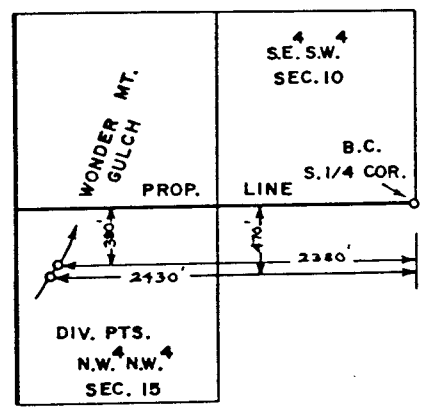 S.E.4 S.W.4
SEC. 10
WONDER MT.
GULCH
B.C.
S. 1/4 COR.
PROP. LINE
380'
470'
2380'
2430'
DIV. PTS.
N.W.4 N.W.4
SEC. 15